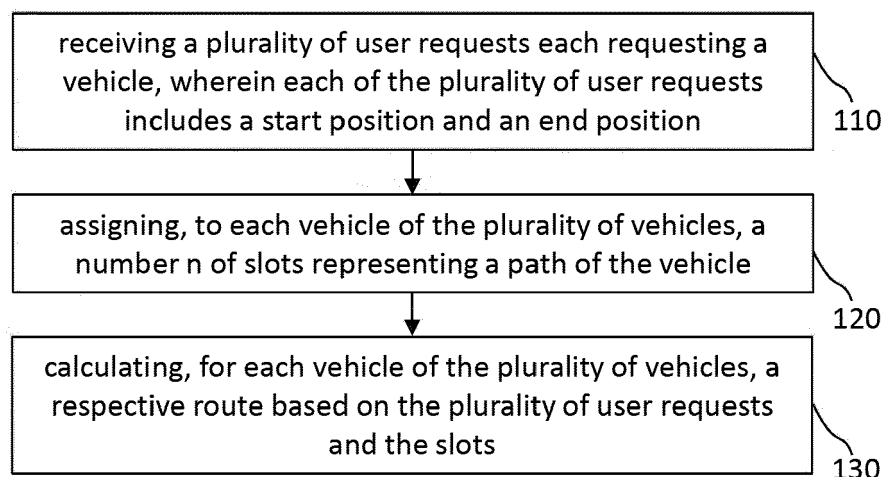 receiving a plurality of user requests each requesting a
vehicle, wherein each of the plurality of user requests
includes a start position and an end position
110
assigning, to each vehicle of the plurality of vehicles, a
number n of slots representing a path of the vehicle
120
calculating, for each vehicle of the plurality of vehicles, a
respective route based on the plurality of user requests
and the slots
130